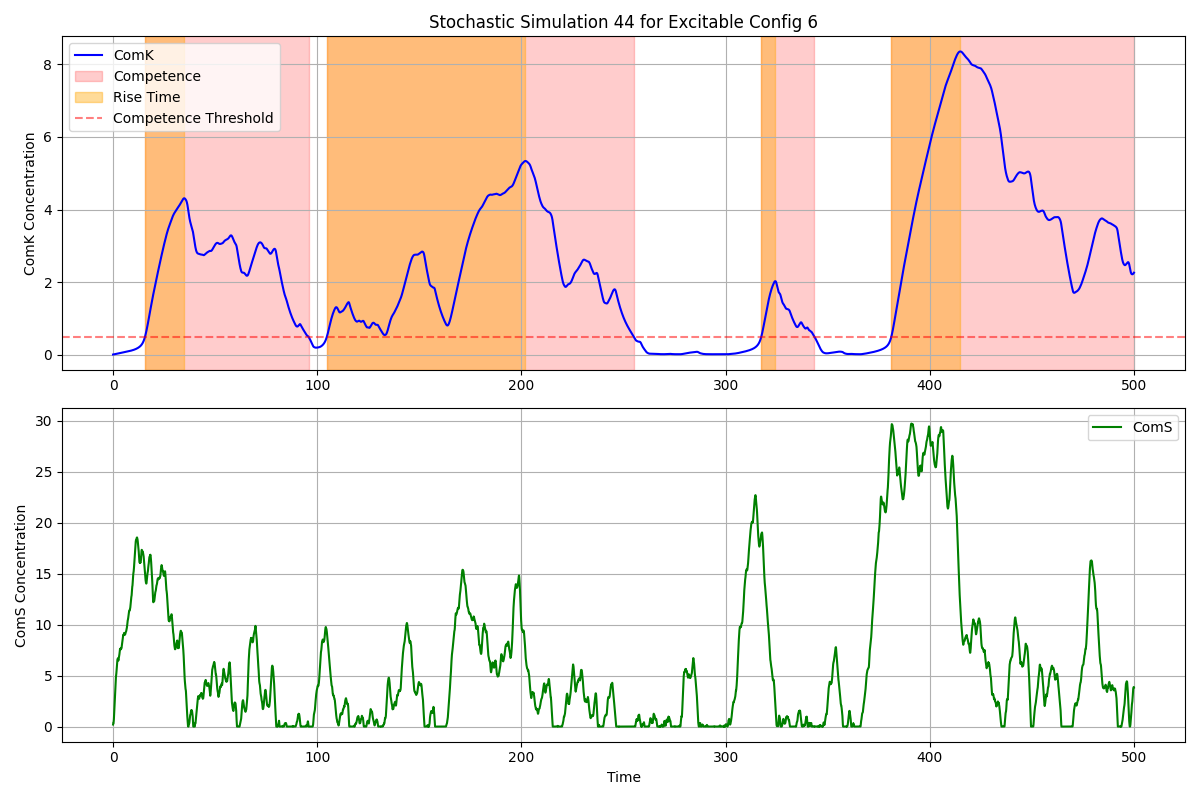 Stochastic Simulation 44 for Excitable Config 6
ComK Concentration
8
6
4
2
0
ComK
Competence
Rise Time
Competence Threshold
0 100 200 300 400 500
ComS Concentration
30
25
20
15
10
5
0
ComS
0 100 200 300 400 500
Time